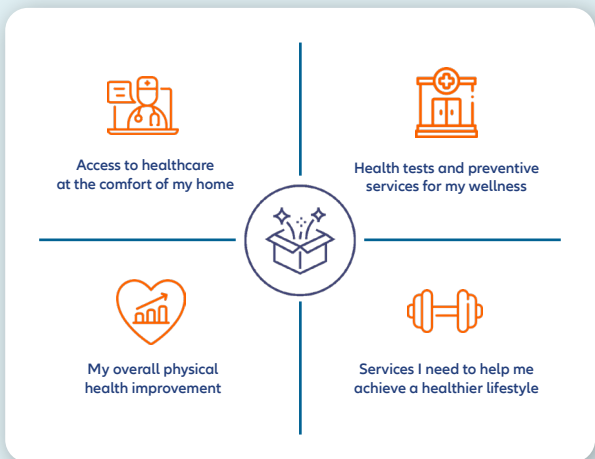 Access to healthcare
at the comfort of my home
Health tests and preventive
services for my wellness
My overall physical
health improvement
Services I need to help me
achieve a healthier lifestyle